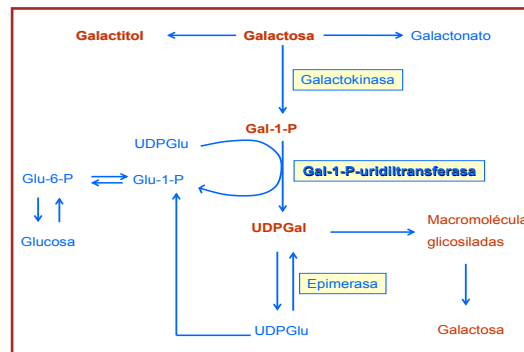 Galactitol
Galactosa
Galactonato
Galactokinasa
Gal-1-P
UDPGlu
Gal-1-P-uridiltransferasa
Glu-6-P
Glu-1-P
UDPGal
Macromolécula
glicosiladas
Glucosa
Epimerasa
UDPGlu
Galactosa